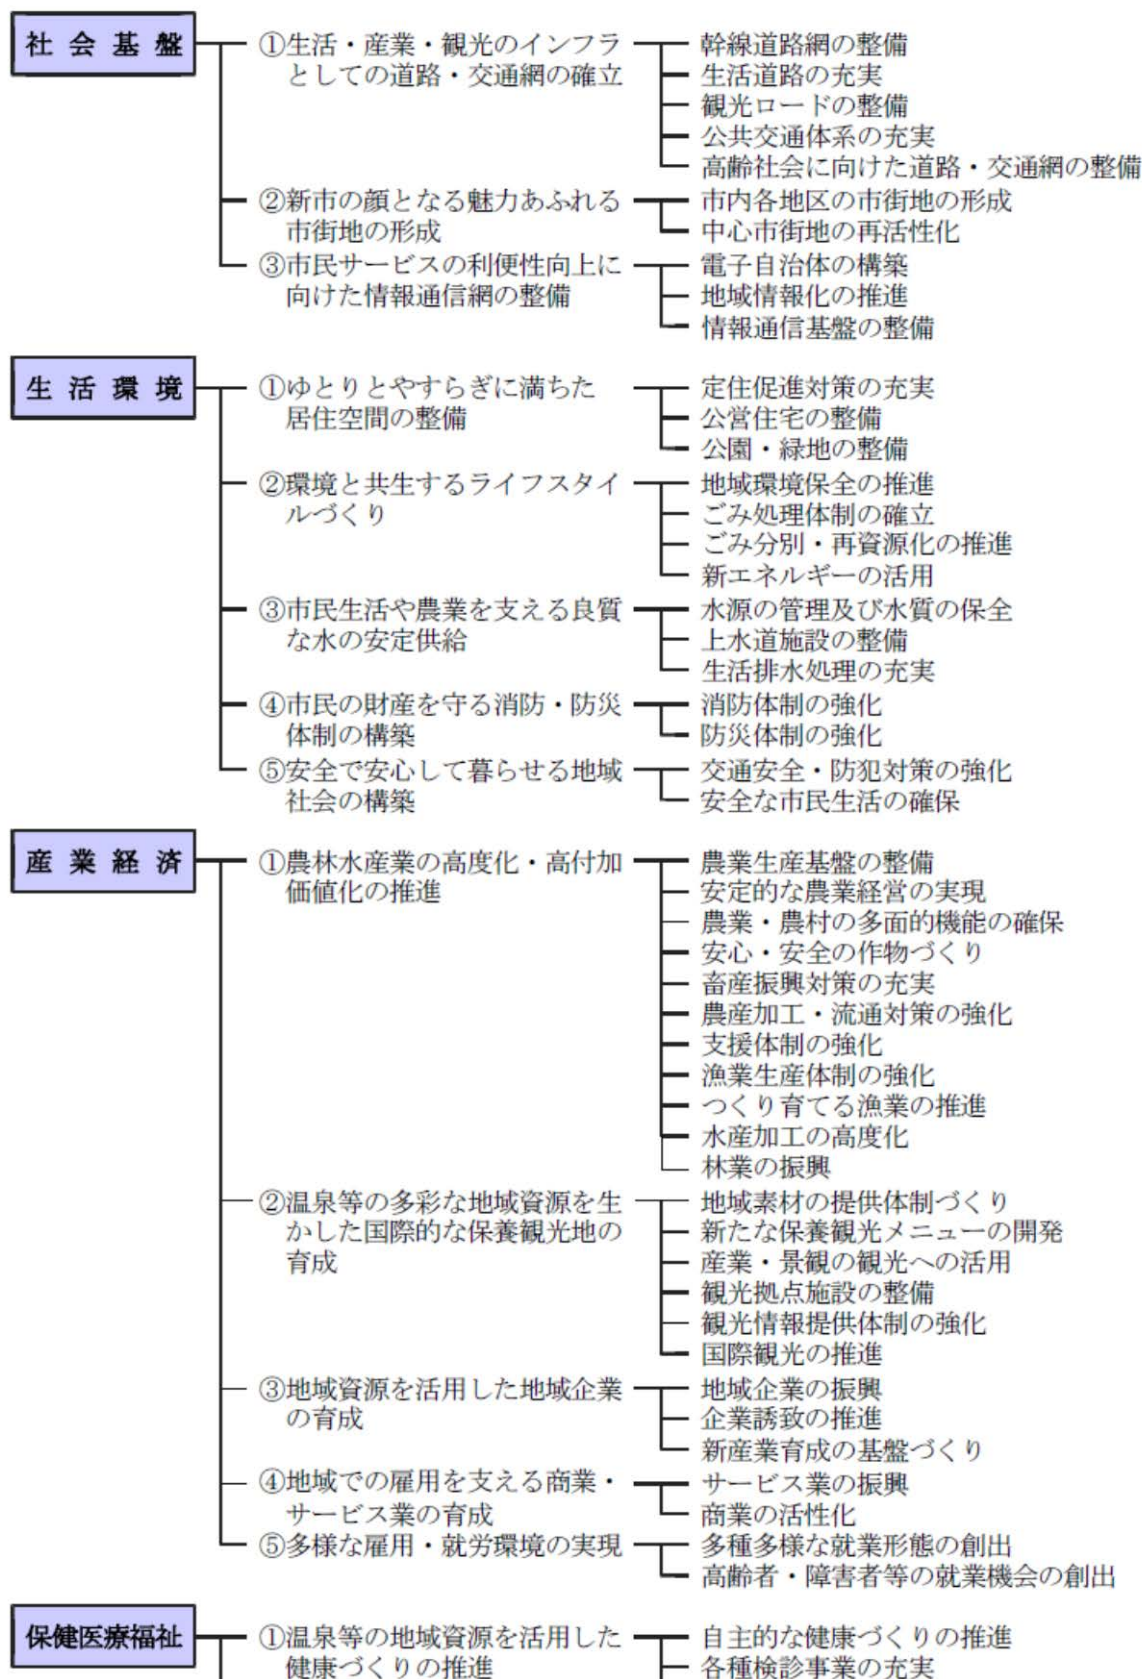 社会基盤
①生活・産業・観光のインフラ
としての道路・交通網の確立
幹線道路網の整備
生活道路の充実
観光ロードの整備
公共交通体系の充実
高齢社会に向けた道路・交通網の整備
②新市の顔となる魅力あふれる
市街地の形成
市内各地区の市街地の形成
中心市街地の再活性化
③市民サービスの利便性向上に
向けた情報通信網の整備
電子自治体の構築
地域情報化の推進
情報通信基盤の整備
生活環境
①ゆとりとやすらぎに満ちた
居住空間の整備
定住促進対策の充実
公営住宅の整備
公園・緑地の整備
②環境と共生するライフスタイ
ルづくり
地域環境保全の推進
ごみ処理体制の確立
ごみ分別・再資源化の推進
新エネルギーの活用
③市民生活や農業を支える良質
な水の安定供給
水源の管理及び水質の保全
上水道施設の整備
生活排水処理の充実
④市民の財産を守る消防・防災
体制の構築
消防体制の強化
防災体制の強化
⑤安全で安心して暮らせる地域
社会の構築
交通安全・防犯対策の強化
安全な市民生活の確保
産業経済
①農林水産業の高度化・高付加
価値化の推進
農業生産基盤の整備
安定的な農業経営の実現
農業・農村の多面的機能の確保
安心・安全の作物づくり
畜産振興対策の充実
農産加工・流通対策の強化
支援体制の強化
漁業生産体制の強化
つくり育てる漁業の推進
水産加工の高度化
林業の振興
②温泉等の多彩な地域資源を生
かした国際的な保養観光地の
育成
地域素材の提供体制づくり
新たな保養観光メニューの開発
産業・景観の観光への活用
観光拠点施設の整備
観光情報提供体制の強化
国際観光の推進
③地域資源を活用した地域企業
の育成
地域企業の振興
企業誘致の推進
新産業育成の基盤づくり
④地域での雇用を支える商業・
サービス業の育成
サービス業の振興
商業の活性化
⑤多様な雇用・就労環境の実現
多種多様な就業形態の創出
高齢者・障害者等の就業機会の創出
保健医療福祉
①温泉等の地域資源を活用した
健康づくりの推進
自主的な健康づくりの推進
各種検診事業の充実